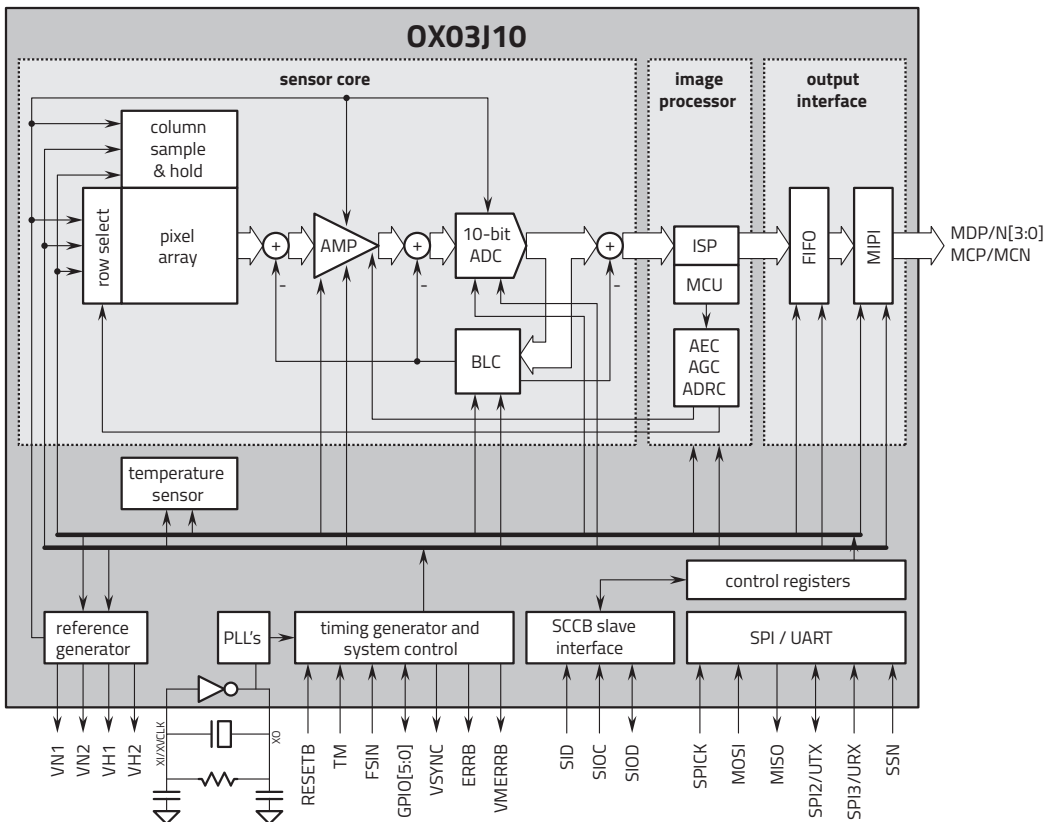 OX03J10
sensor core
image
processor
output
interface
column
sample
& hold
row select
pixel
array
+
-
AMP
+
-
10-bit
ADC
+
-
BLC
ISP
MCU
AEC
AGC
ADRC
FIFO
MIPI
MDP/N[3:0]
MCP/MCN
temperature
sensor
control registers
reference
generator
PLL's
timing generator and
system control
SCCB slave
interface
SPI / UART
VN1
VN2
VH1
VH2
XI/XVCLK
XO
RESETB
TM
FSIN
GPIO[5:0]
VSYNC
ERRB
VMERRB
SID
SIOC
SIOD
SPICK
MOSI
MISO
SPI2/UTX
SPI3/URX
SSN